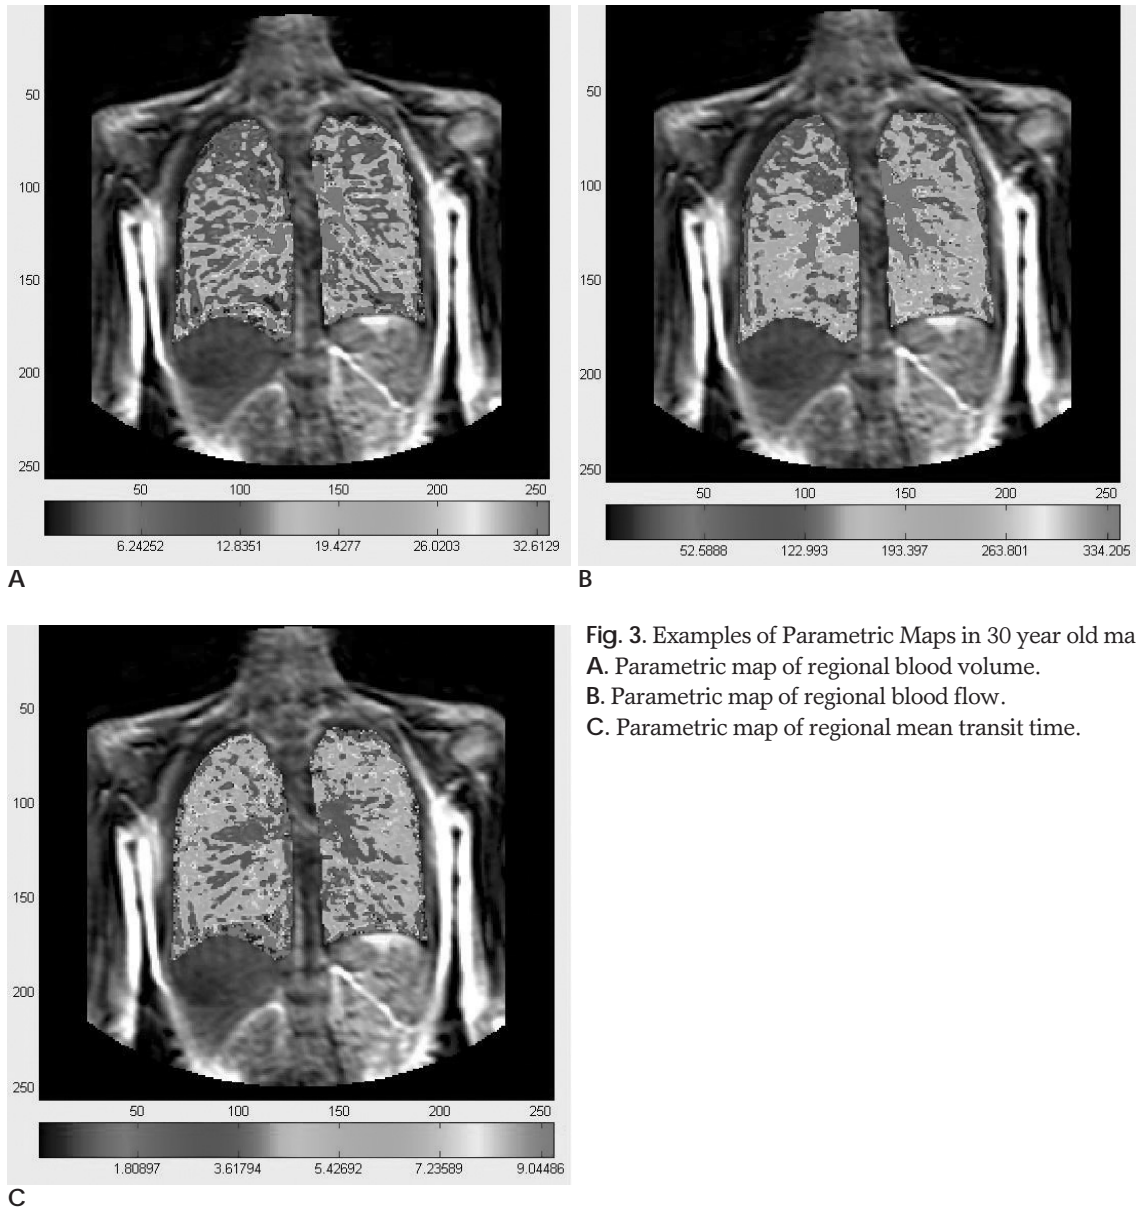 50
100
150
200
250
50 100 150 200 250
6.24252 12.8351 19.4277 26.0203 32.6129
A
50
100
150
200
250
50 100 150 200 250
52.5888 122.993 193.397 263.801 334.205
B
50
100
150
200
250
50 100 150 200 250
1.80897 3.61794 5.42692 7.23589 9.04486
C
Fig. 3. Examples of Parametric Maps in 30 year old ma
A. Parametric map of regional blood volume.
B. Parametric map of regional blood flow.
C. Parametric map of regional mean transit time.